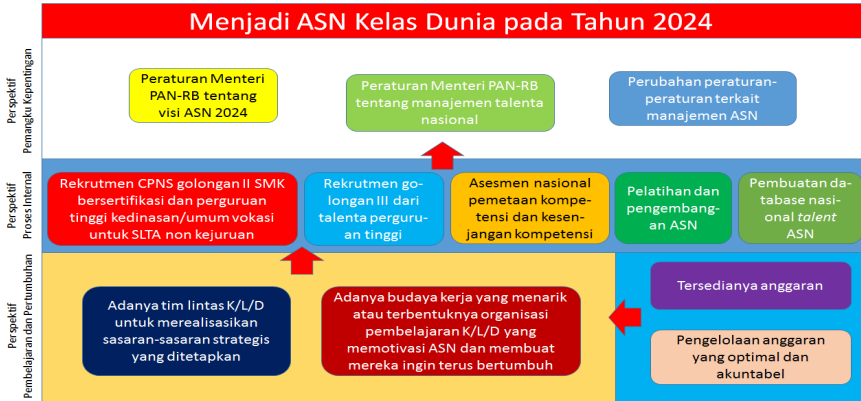 Menjadi ASN Kelas Dunia pada Tahun 2024
Perspektif
Pemangku Kepentingan
Peraturan Menteri
PAN-RB tentang
visi ASN 2024
Peraturan Menteri PAN-RB
tentang manajemen talenta
nasional
Perubahan peraturan-
peraturan terkait
manajemen ASN
Perspektif
Proses Internal
Rekrutmen CPNS golongan II SMK
bersertifikasi dan perguruan
tinggi kedinasan/umum vokasi
untuk SLTA non kejuruan
Rekrutmen go-
longan III dari
talenta perguru-
an tinggi
Asesmen nasional
pemetaan kompe-
tensi dan kesen-
jangan kompetensi
Pelatihan dan
pengembang-
an ASN
Pembuatan da-
tabase nasi-
onal talent
ASN
Perspektif
Pembelajaran dan Pertumbuhan
Adanya tim lintas K/L/D
untuk merealisasikan
sasaran-sasaran strategis
yang ditetapkan
Adanya budaya kerja yang menarik
atau terbentuknya organisasi
pembelajaran K/L/D yang
memotivasi ASN dan membuat
mereka ingin terus bertumbuh
Tersedianya anggaran
Pengelolaan anggaran
yang optimal dan
akuntabel